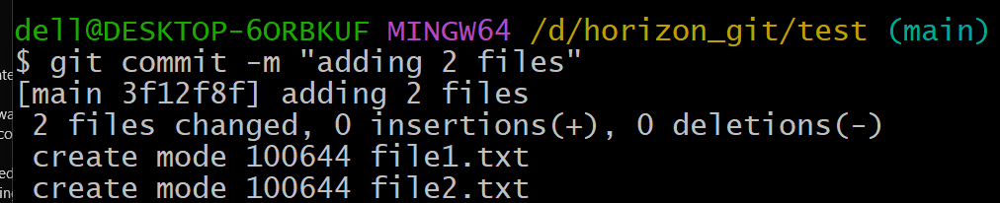 dell@DESKTOP-6ORBKUF MINGW64 /d/horizon_git/test (main)
$ git commit -m "adding 2 files"
[main 3f12f8f] adding 2 files
 2 files changed, 0 insertions(+), 0 deletions(-)
 create mode 100644 file1.txt
 create mode 100644 file2.txt